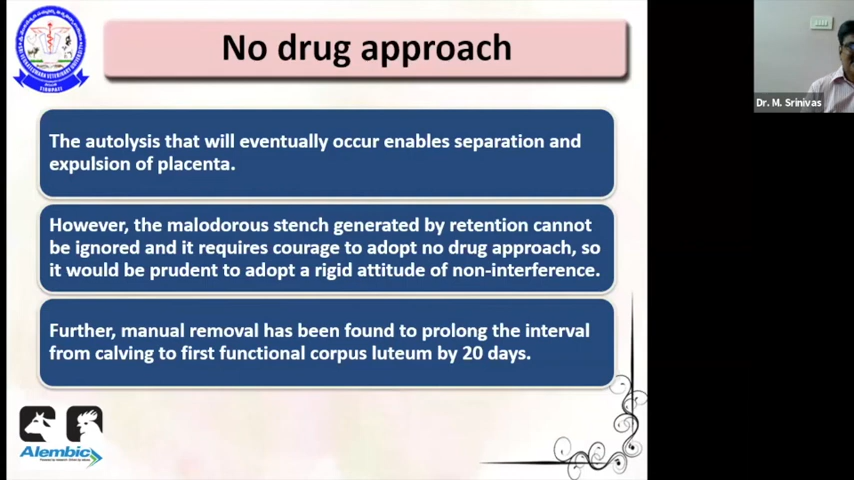 No drug approach
The autolysis that will eventually occur enables separation and
expulsion of placenta.
However, the malodorous stench generated by retention cannot
be ignored and it requires courage to adopt no drug approach, so
it would be prudent to adopt a rigid attitude of non-interference.
Further, manual removal has been found to prolong the interval
from calving to first functional corpus luteum by 20 days.
Alembic
Dr. M. Srinivas